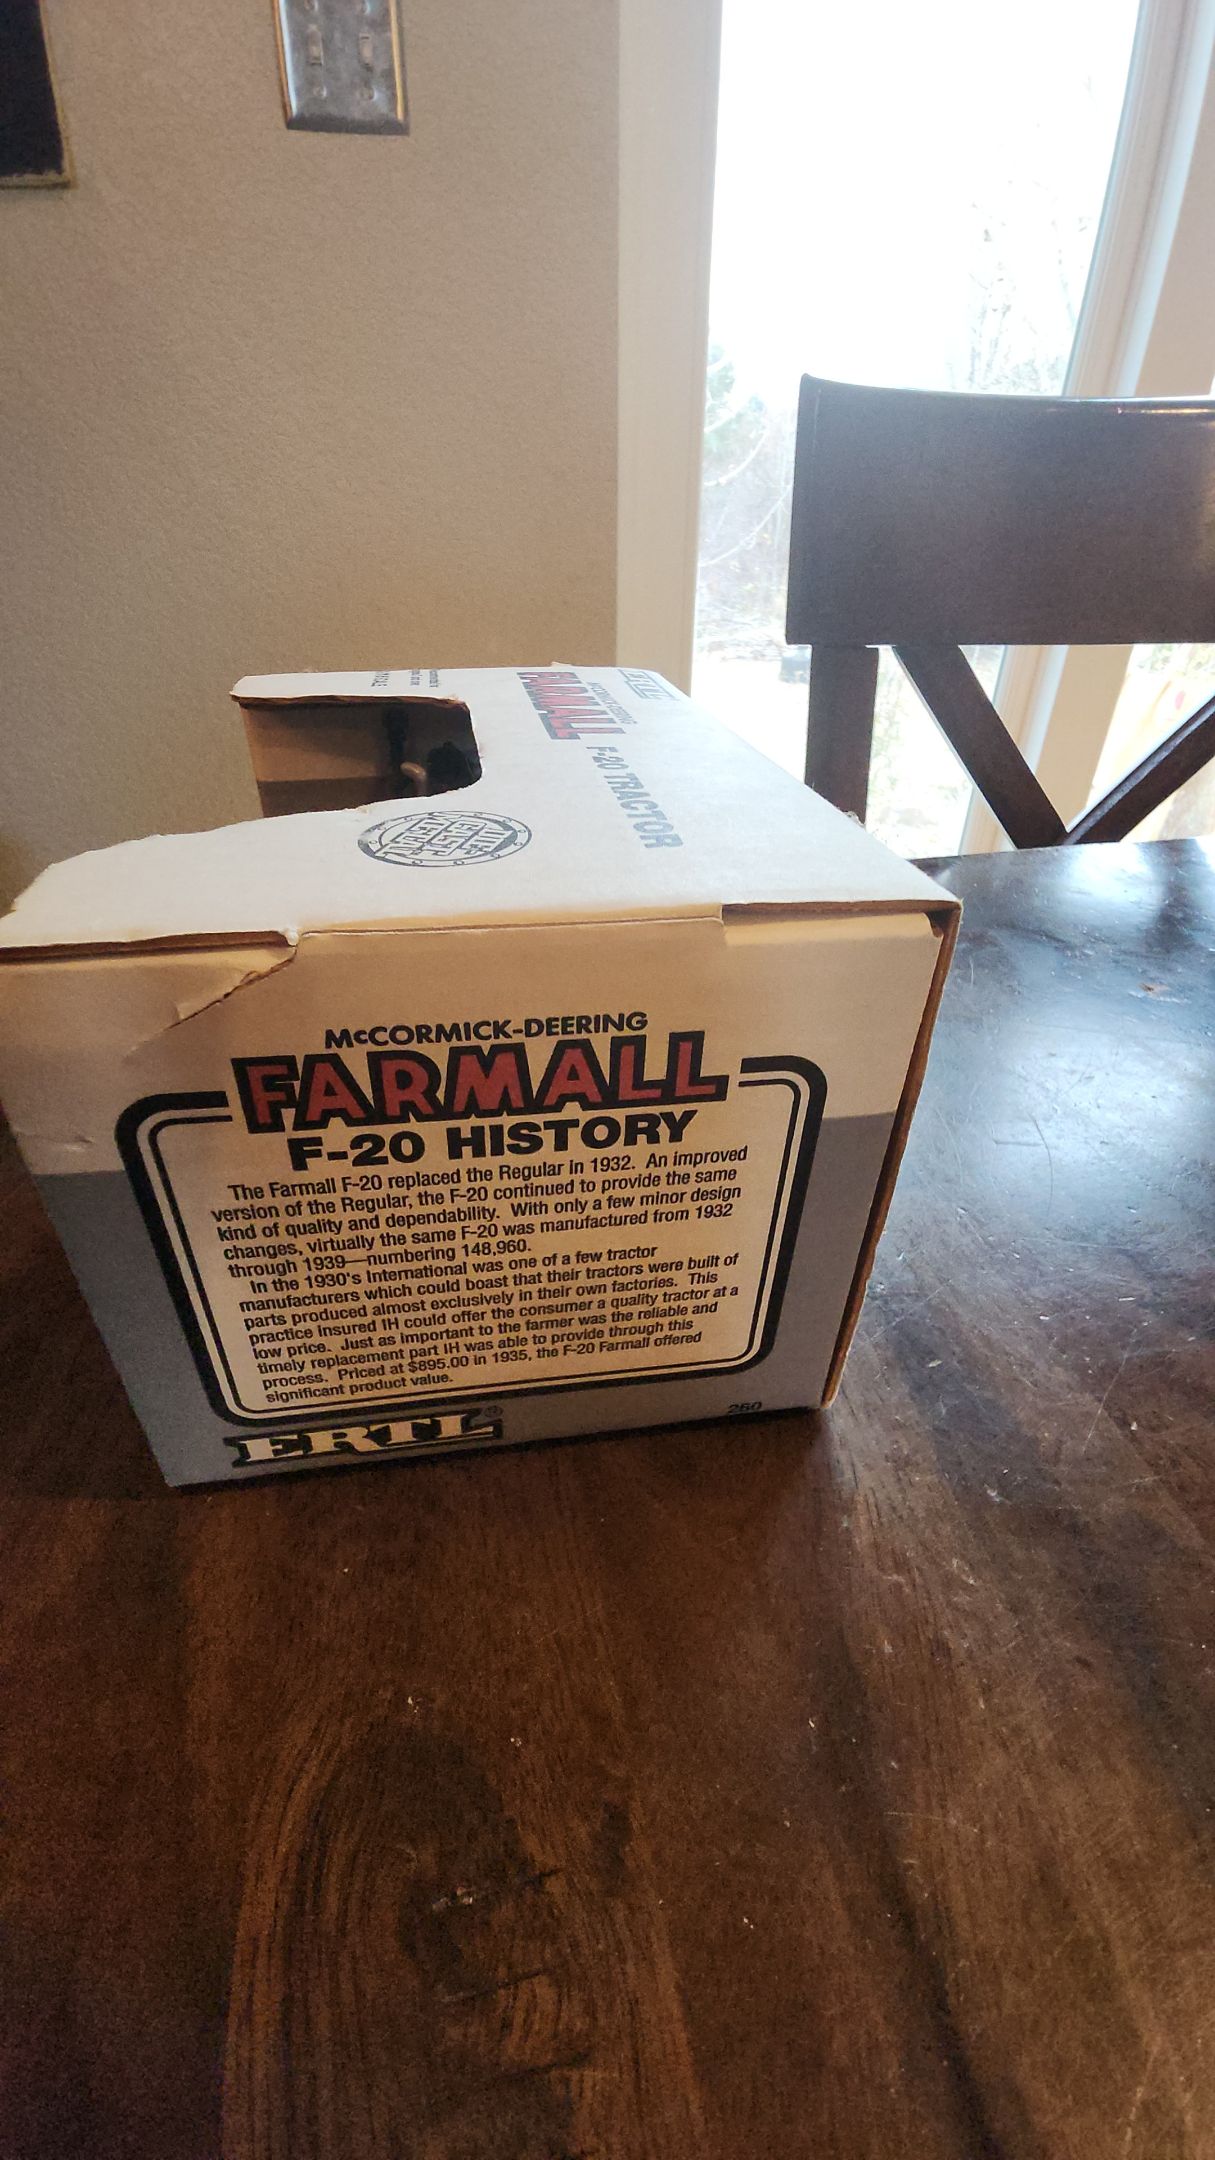 ERTL
McCORMICK-DEERING
FARMALL
F-20 TRACTOR
McCORMICK-DEERING
FARMALL
F-20 HISTORY
The Farmall F-20 replaced the Regular in 1932. An improved
version of the Regular, the F-20 continued to provide the same
kind of quality and dependability. With only a few minor design
changes, virtually the same F-20 was manufactured from 1932
through 1939—numbering 148,960.
In the 1930's International was one of a few tractor
manufacturers which could boast that their tractors were built of
parts produced almost exclusively in their own factories. This
practice insured IH could offer the consumer a quality tractor at a
low price. Just as important to the farmer was the reliable and
timely replacement part IH was able to provide through this
process. Priced at $895.00 in 1935, the F-20 Farmall offered
significant product value.
ERTL®
260